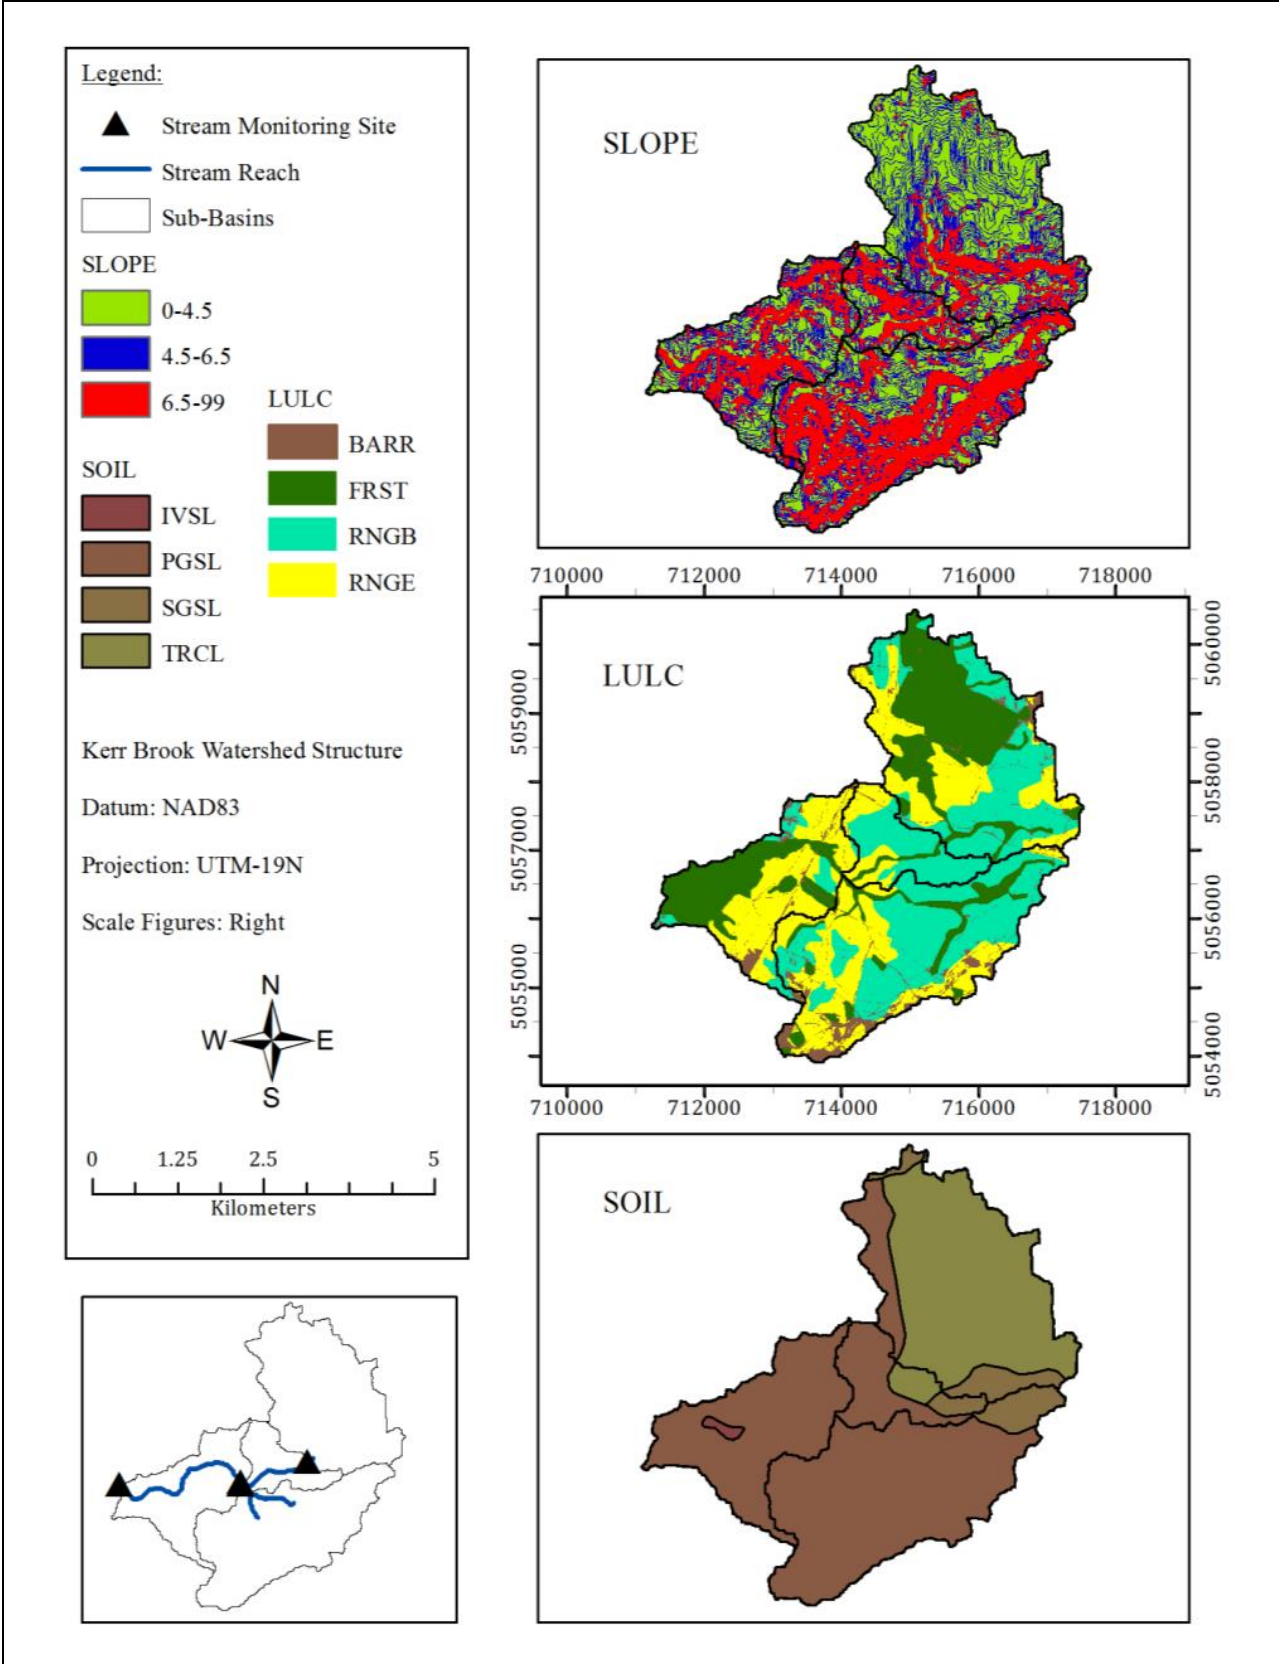 Legend:
Stream Monitoring Site
Stream Reach
Sub-Basins
SLOPE
0-4.5
4.5-6.5
6.5-99
LULC
BARR
FRST
RNGB
RNGE
SOIL
IVSL
PGSL
SGSL
TRCL
Kerr Brook Watershed Structure
Datum: NAD83
Projection: UTM-19N
Scale Figures: Right
N
W E
S
0 1.25 2.5 5
Kilometers
SLOPE
710000 712000 714000 716000 718000
LULC
5059000
5057000
5055000
5060000
5058000
5056000
5054000
710000 712000 714000 716000 718000
SOIL